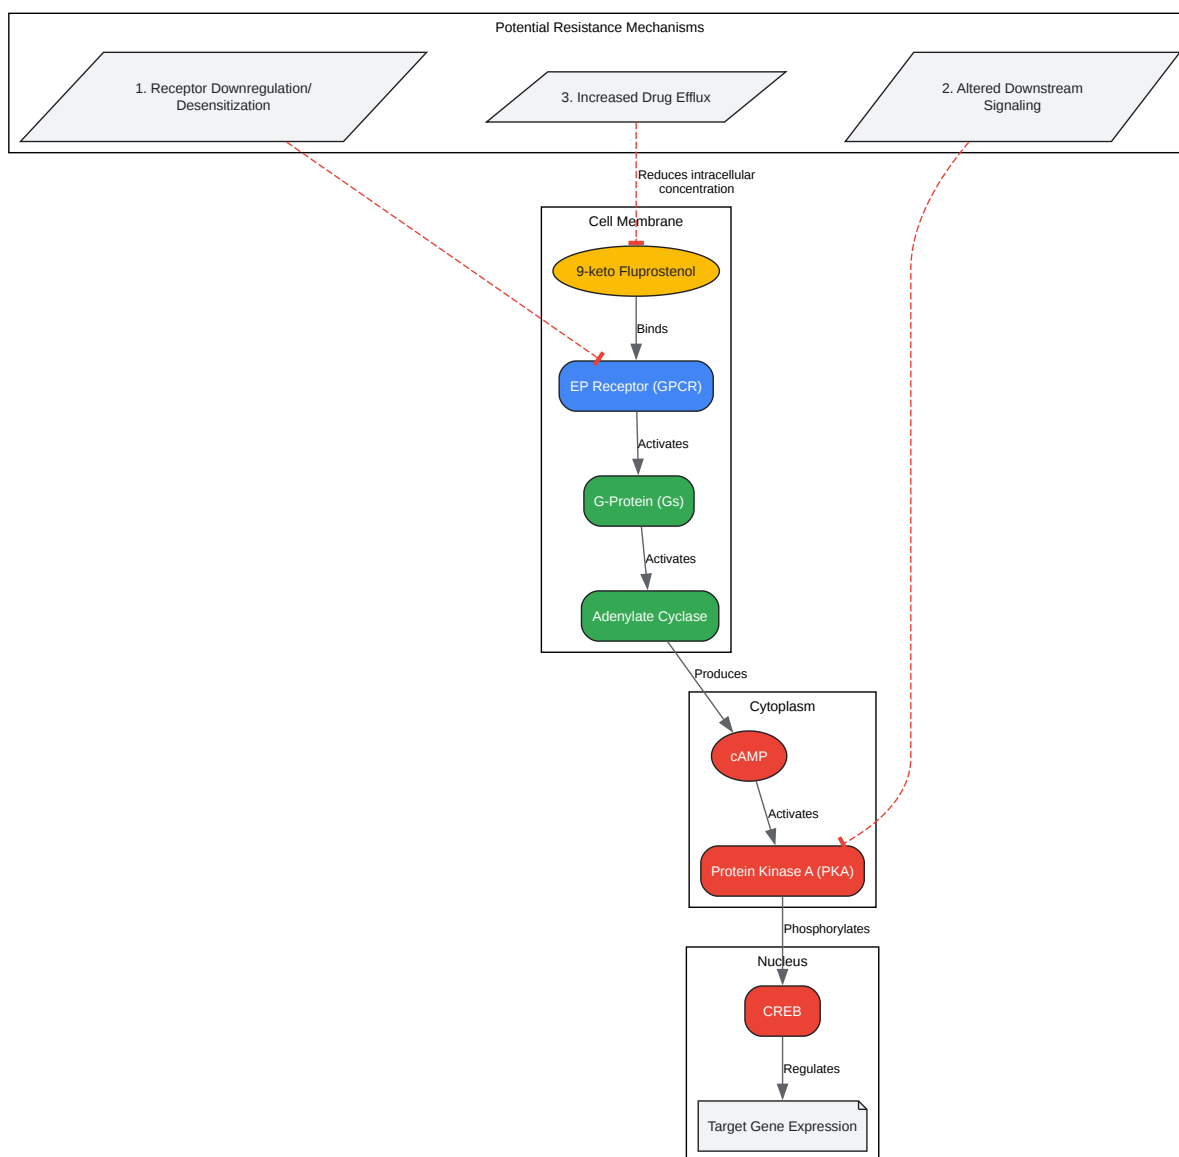 Potential Resistance Mechanisms
1. Receptor Downregulation/
Desensitization
3. Increased Drug Efflux
2. Altered Downstream
Signaling
Reduces intracellular
concentration
Cell Membrane
9-keto Fluprostenol
Binds
EP Receptor (GPCR)
Activates
G-Protein (Gs)
Activates
Adenylate Cyclase
Produces
Cytoplasm
cAMP
Activates
Protein Kinase A (PKA)
Phosphorylates
Nucleus
CREB
Regulates
Target Gene Expression